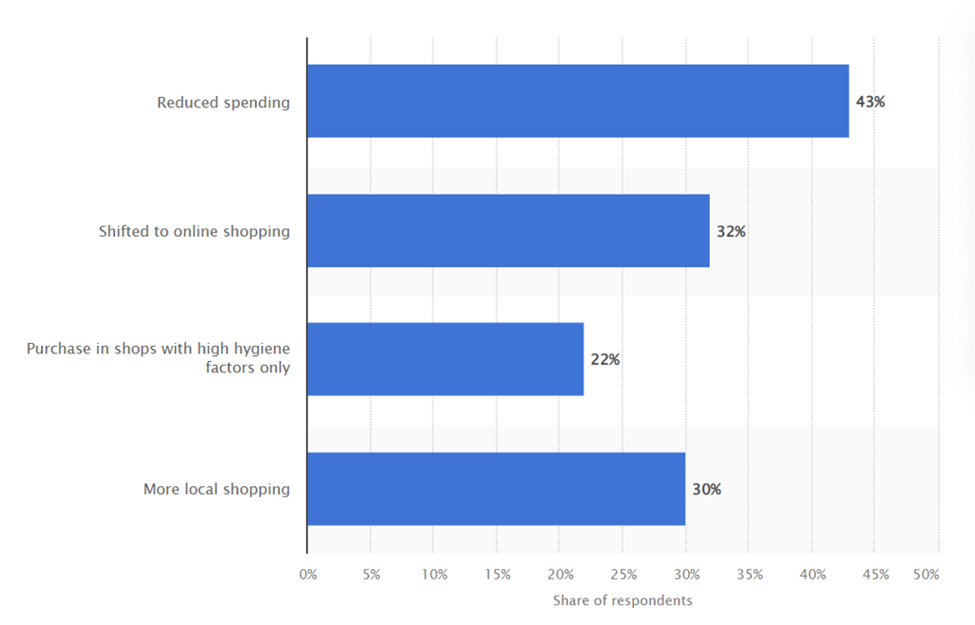 Reduced spending
43%
Shifted to online shopping
32%
Purchase in shops with high hygiene
factors only
22%
More local shopping
30%
0% 5% 10% 15% 20% 25% 30% 35% 40% 45% 50%
Share of respondents